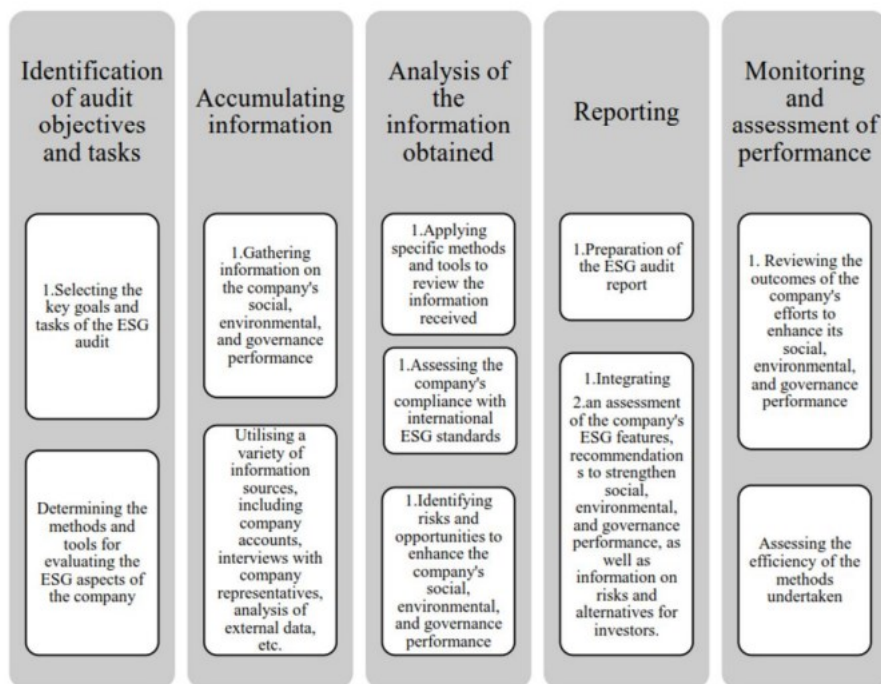 Identification
of audit
objectives
and tasks
1.Selecting the
key goals and
tasks of the ESG
audit
Determining the
methods and
tools for
evaluating the
ESG aspects of
the company
Accumulating
information
1.Gathering
information on
the company's
social,
environmental,
and governance
performance
Utilising a
variety of
information
sources,
including
company
accounts,
interviews with
company
representatives,
analysis of
external data,
etc.
Analysis of
the
information
obtained
1.Applying
specific methods
and tools to
review the
information
received
1.Assessing the
company's
compliance with
international
ESG standards
1.Identifying
risks and
opportunities to
enhance the
company's
social,
environmental,
and governance
performance
Reporting
1.Preparation of
the ESG audit
report
1.Integrating
2.an assessment
of the company's
ESG features,
recommendation
s to strengthen
social,
environmental,
and governance
performance, as
well as
information on
risks and
alternatives for
investors.
Monitoring
and
assessment of
performance
1. Reviewing the
outcomes of the
company's
efforts to
enhance its
social,
environmental,
and governance
performance
Assessing the
efficiency of the
methods
undertaken